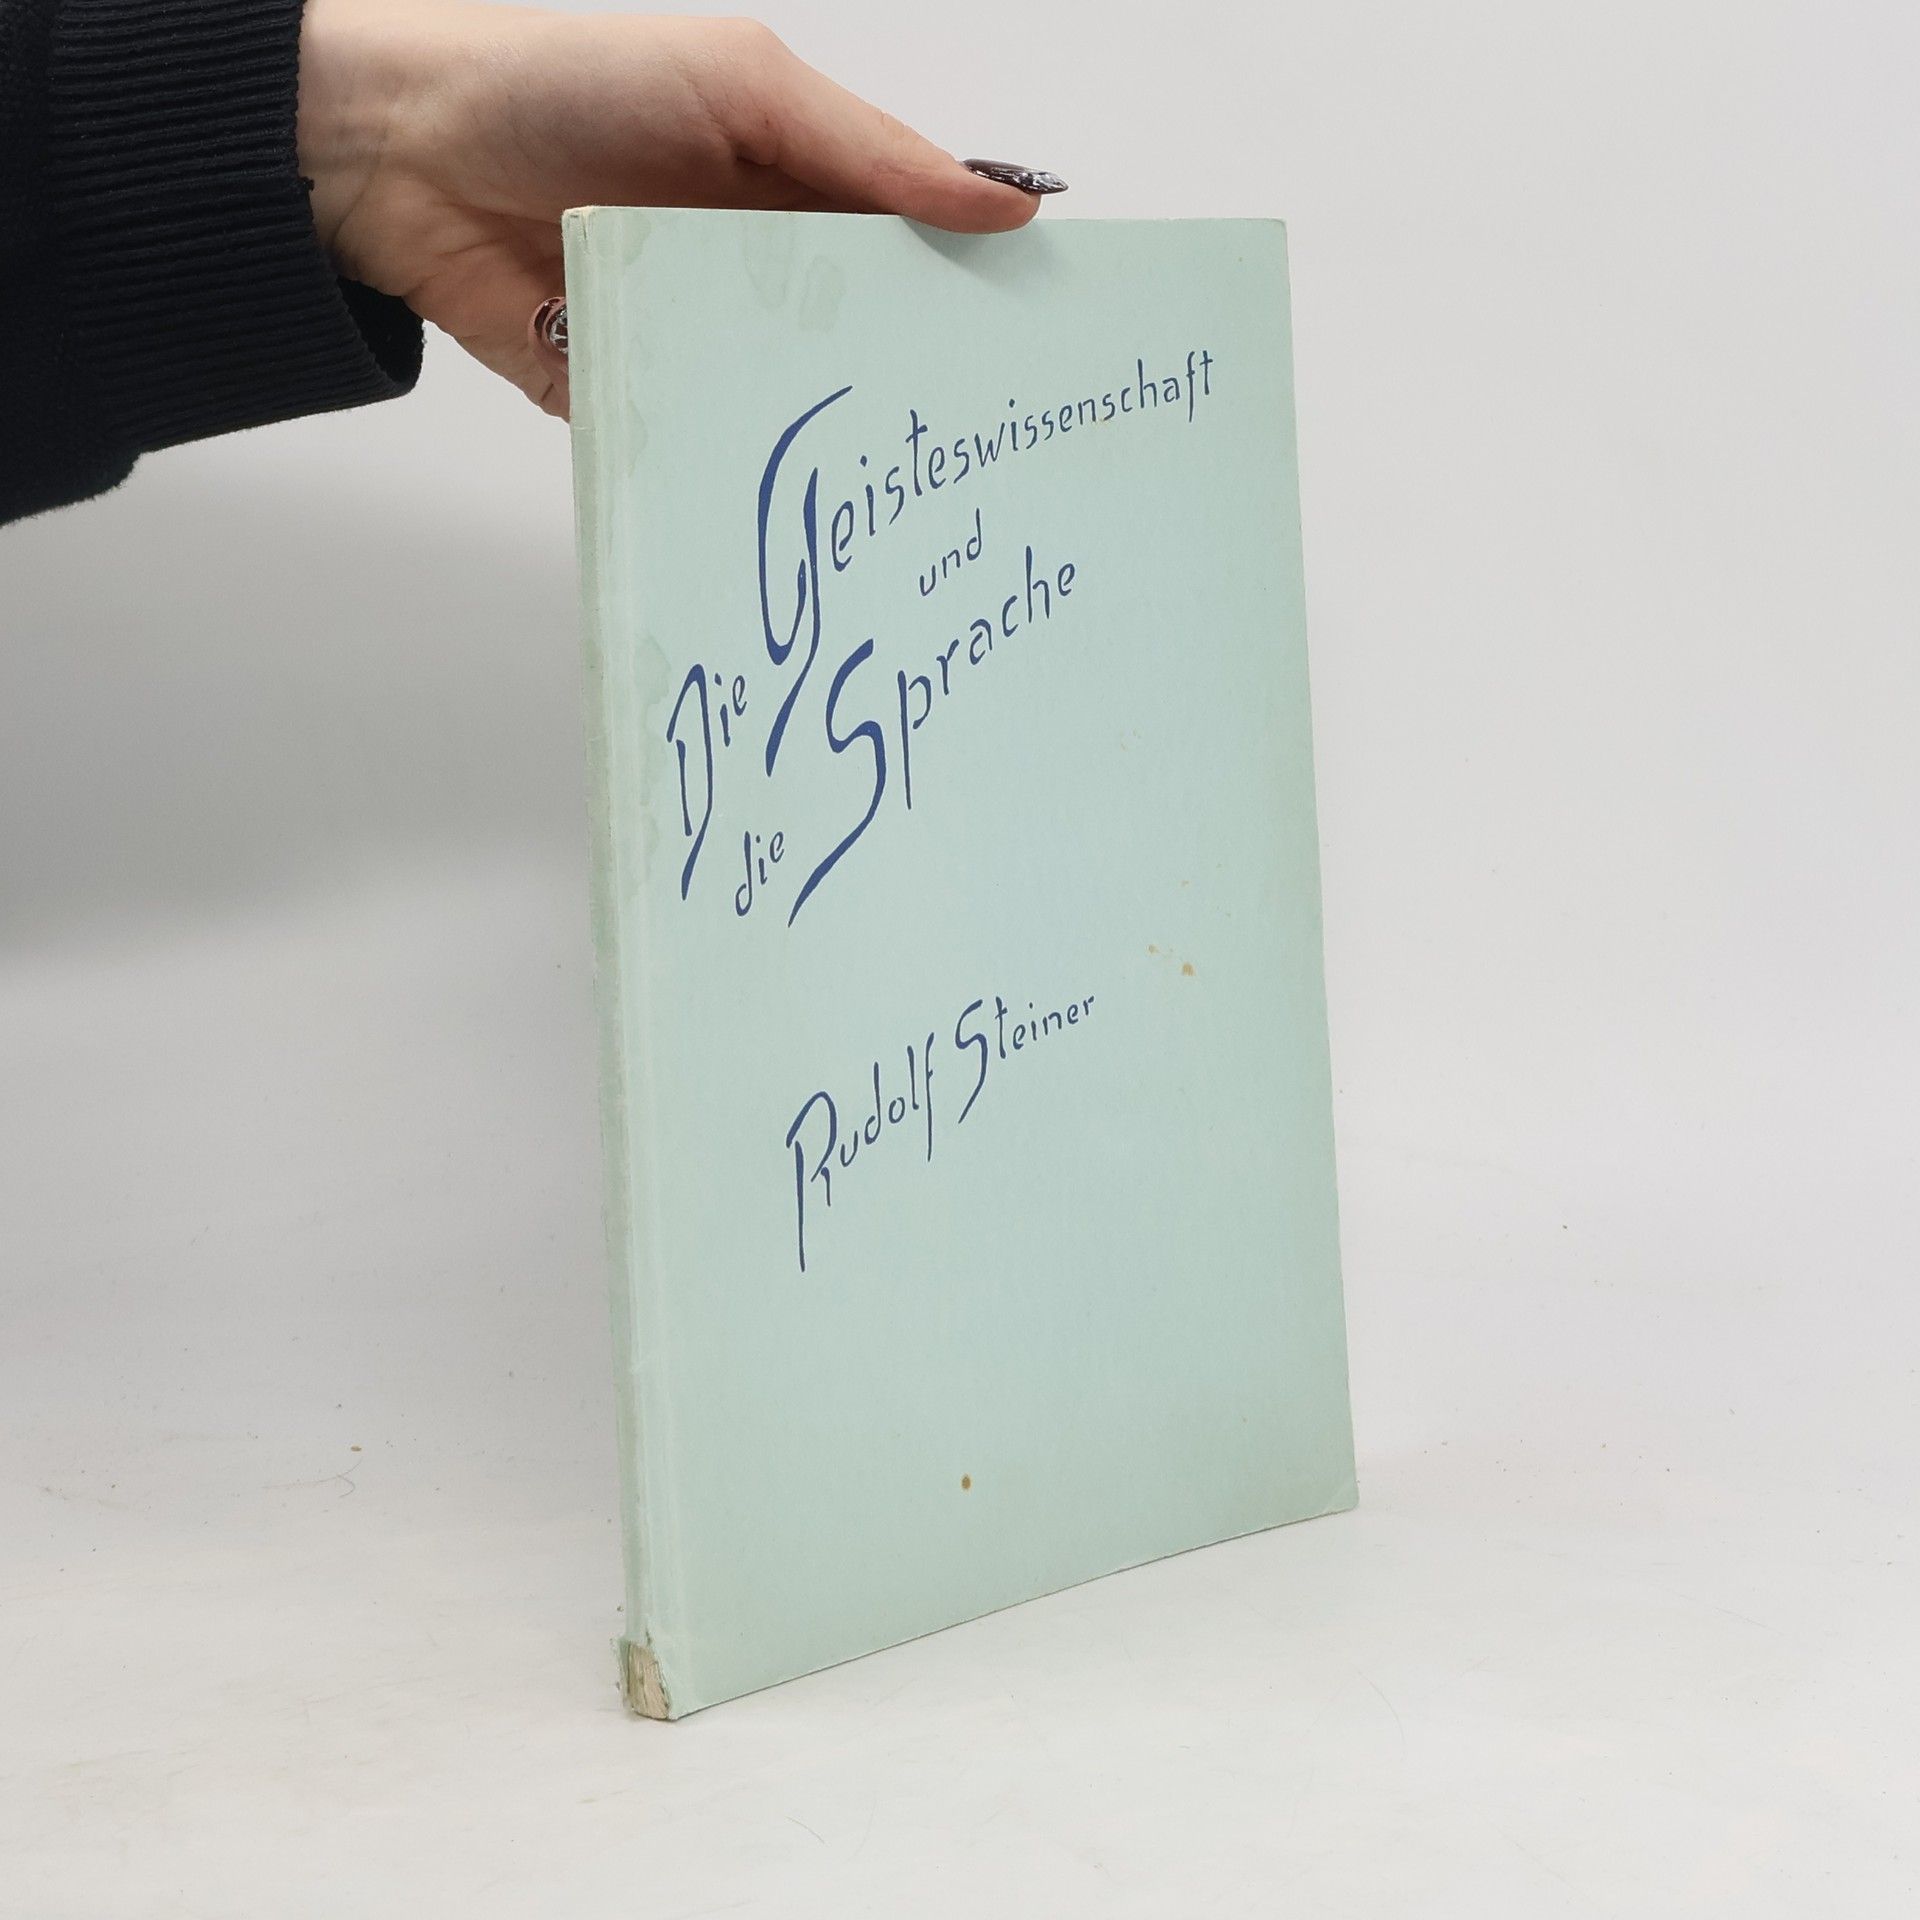 Die Geisteswissenschaft
und
die Sprache
Rudolf Steiner